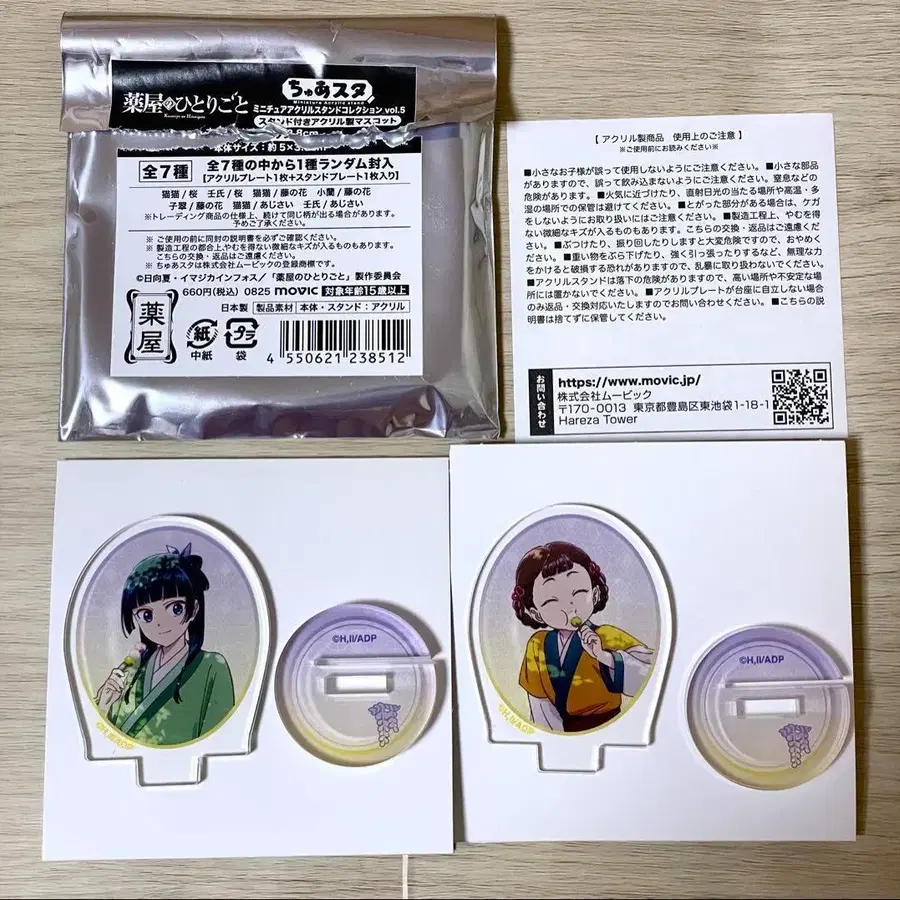 薬屋のひとりごと
ちゅあスタ!
Miniature Acrylic stand
ミニチュアアクリルスタンドコレクション vol.5
スタンド付きアクリル製マスコット
全7種
全7種の中から1種ランダム封入
【アクリルプレート1枚+スタンドプレート1枚入り】
猫猫/桜 壬氏/桜 猫猫/藤の花 小蘭/藤の花
子翠/藤の花 猫猫/あじさい 壬氏/あじさい
※トレーディング商品の仕様上、続けて同じ柄が出る場合があります。
予めご了承ください。
※ ご使用の前に同封の説明書を必ずご確認ください。
※ 製造工程の都合上、やむを得ない微細なキズが入るものもあります。
こちらの交換・返品はご遠慮ください。
※ ちゅあスタは株式会社ムービックの登録商標です。
©日向夏・イマジカインフォス/「薬屋のひとりごと」製作委員会
660円(税込) 0825 movic 対象年齢15歳以上
日本製 製品素材 本体・スタンド:アクリル
薬屋
紙
中紙
プラ
袋
4 550621 238512
【 アクリル製商品 使用上のご注意 】
※ご使用前にお読みください※
■小さなお子様が誤って使用しないようにご注意ください。■小さな部品
がありますので、誤って飲み込まないようにご注意ください。窒息などの
危険があります。■火気に近づけたり、直射日光の当たる場所や高温・多
湿の場所での保管は避けてください。■とがった部分がある場合は、ケガ
をしないようにお取り扱いにはご注意ください。■製造工程上、やむを
得ない微細なキズが入るものもあります。こちらの交換・返品はご遠慮く
ださい。■ぶつけたり、振り回したりしますと大変危険ですので、おやめく
ださい。■重い物をぶら下げたり、強く引っ張ったりするなど、無理な力
をかけると破損する恐れがありますので、乱暴に取り扱わないでください。
■アクリルスタンドは落下の危険がありますので、高い場所や不安定な場
所には置かないでください。■アクリルプレートが台座に自立しない場合
のみ返品・交換対応いたしますのでお問い合わせください。■こちらの説
明書は捨てずに保管してください。
お問い合わせ
https://www.movic.jp/
株式会社ムービック
〒170-0013 東京都豊島区東池袋1-18-1
Hareza Tower
©H,II/ADP
©H,II/ADP
©H,II/ADP
©H,II/ADP